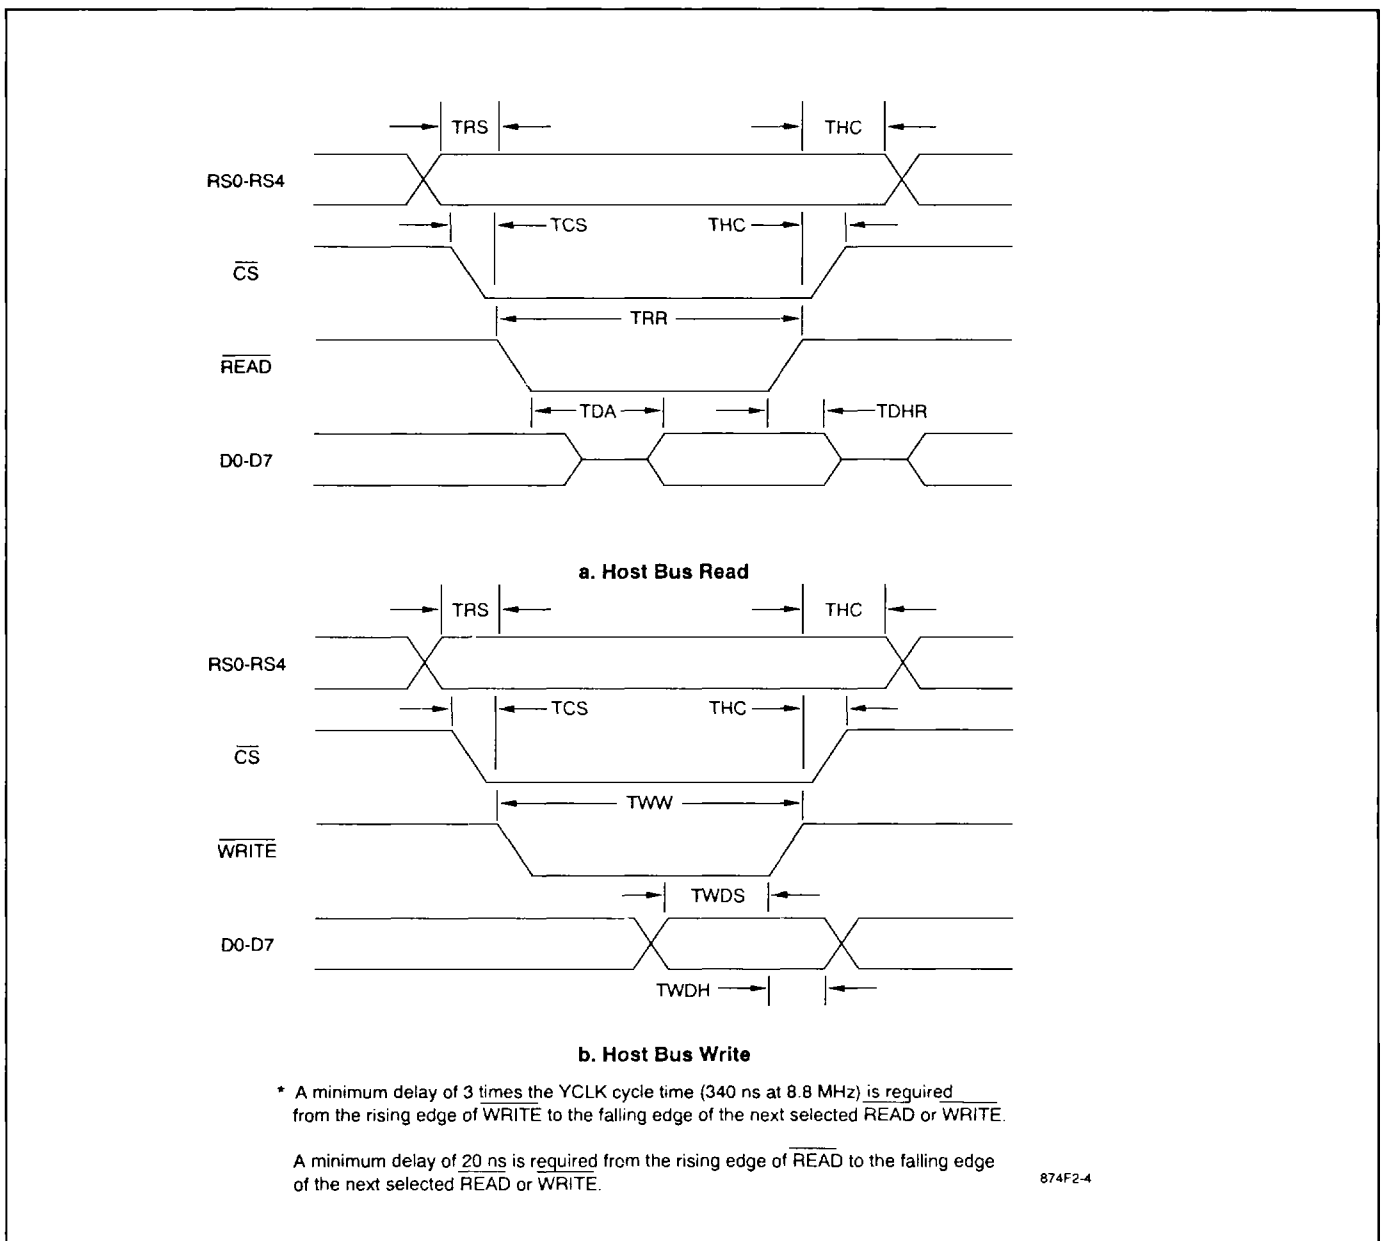 TRS THC
RS0-RS4
TCS THC
CS
TRR
READ
TDA TDHR
D0-D7
a. Host Bus Read
TRS THC
RS0-RS4
TCS THC
CS
TWW
WRITE
TWDS
D0-D7
TWDH
b. Host Bus Write
* A minimum delay of 3 times the YCLK cycle time (340 ns at 8.8 MHz) is required
from the rising edge of WRITE to the falling edge of the next selected READ or WRITE.
A minimum delay of 20 ns is required from the rising edge of READ to the falling edge
of the next selected READ or WRITE.
874F2-4